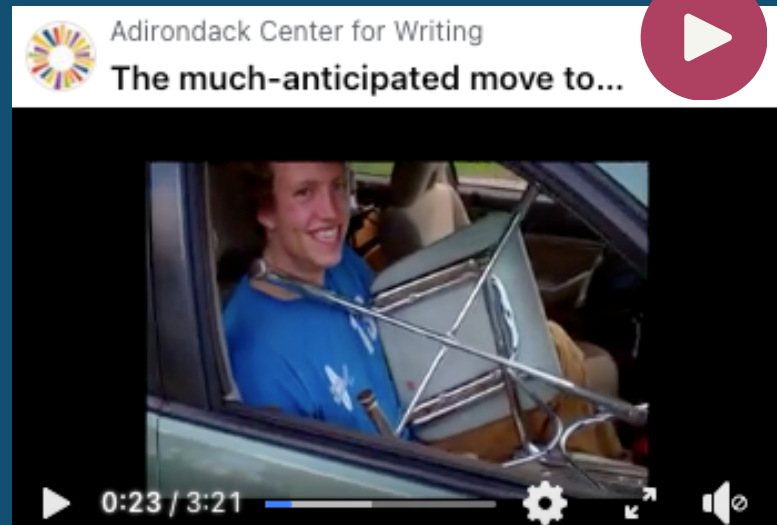 Adirondack Center for Writing
The much-anticipated move to...
0:23 / 3:21